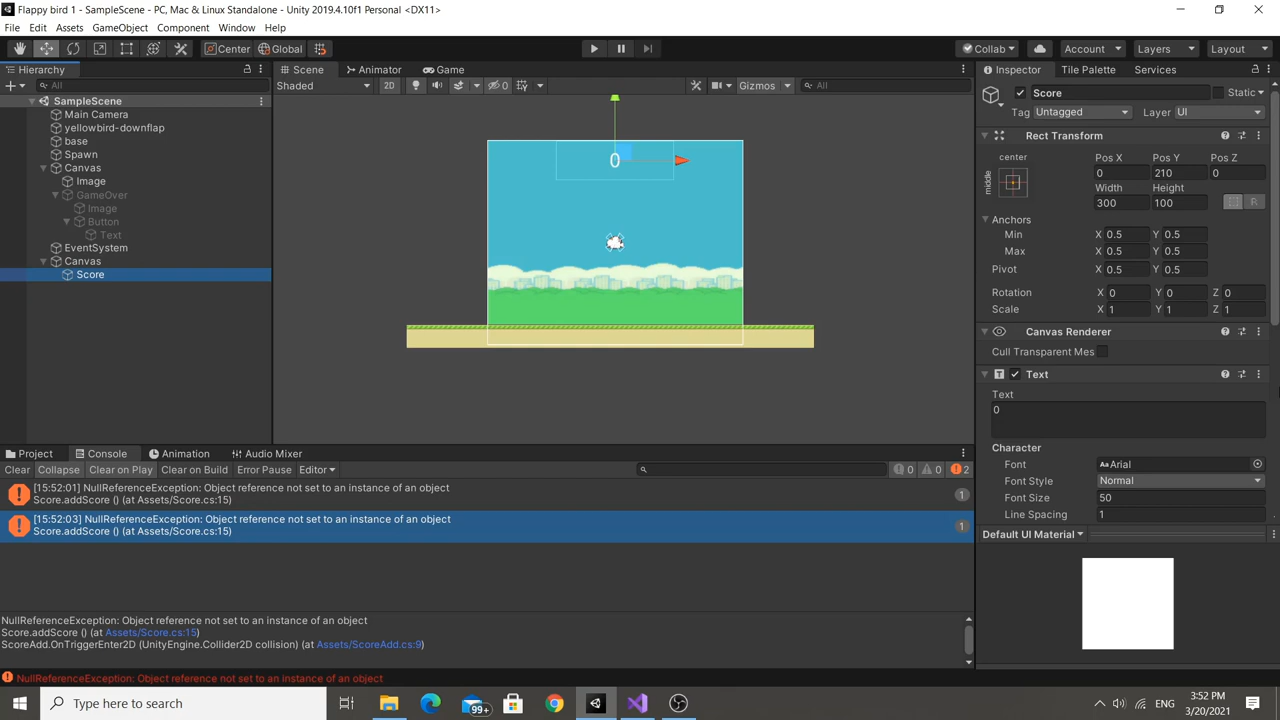 Flappy bird 1 - SampleScene - PC, Mac & Linux Standalone - Unity 2019.4.10f1 Personal <DX11>
File Edit Assets GameObject Component Window Help
Center Global Collab Account Layers Layout
Hierarchy
All
SampleScene
Main Camera
yellowbird-downflap
base
Spawn
Canvas
Image
GameOver
Image
Button
Text
EventSystem
Canvas
Score
Scene Animator Game
Shaded 2D 0 Gizmos All
0
Inspector Tile Palette Services
Score Static
Tag Untagged Layer UI
Rect Transform
center Pos X Pos Y Pos Z
middle 0 210 0
Width Height
300 100 R
Anchors
Min X 0.5 Y 0.5
Max X 0.5 Y 0.5
Pivot X 0.5 Y 0.5
Rotation X 0 Y 0 Z 0
Scale X 1 Y 1 Z 1
Canvas Renderer
Cull Transparent Mes
Text
Text
0
Character
Font Aa Arial
Font Style Normal
Font Size 50
Line Spacing 1
Default UI Material
Project Console Animation Audio Mixer
Clear Collapse Clear on Play Clear on Build Error Pause Editor 0 0 2
[15:52:01] NullReferenceException: Object reference not set to an instance of an object
Score.addScore () (at Assets/Score.cs:15) 1
[15:52:03] NullReferenceException: Object reference not set to an instance of an object
Score.addScore () (at Assets/Score.cs:15) 1
NullReferenceException: Object reference not set to an instance of an object
Score.addScore () (at Assets/Score.cs:15)
ScoreAdd.OnTriggerEnter2D (UnityEngine.Collider2D collision) (at Assets/ScoreAdd.cs:9)
NullReferenceException: Object reference not set to an instance of an object
Type here to search 99+ ENG 3:52 PM
3/20/2021